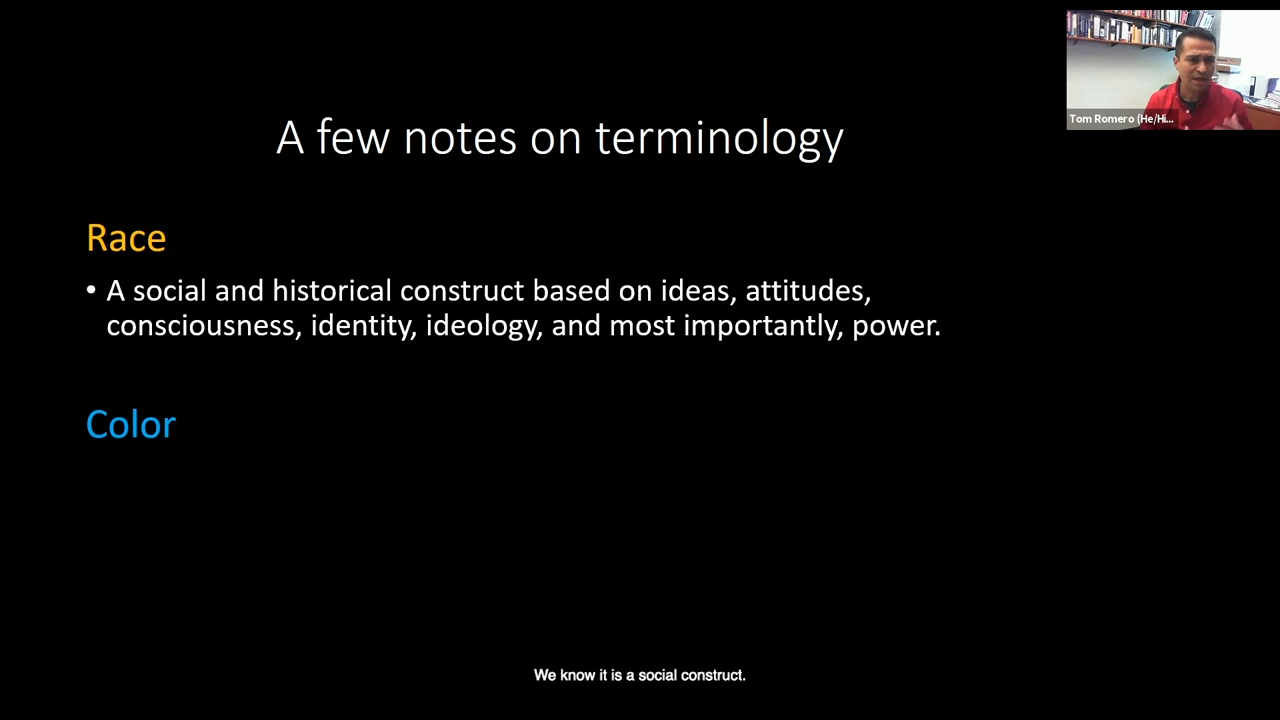 A few notes on terminology
Tom Romero (He/Hi...
Race
• A social and historical construct based on ideas, attitudes,
consciousness, identity, ideology, and most importantly, power.
Color
We know it is a social construct.